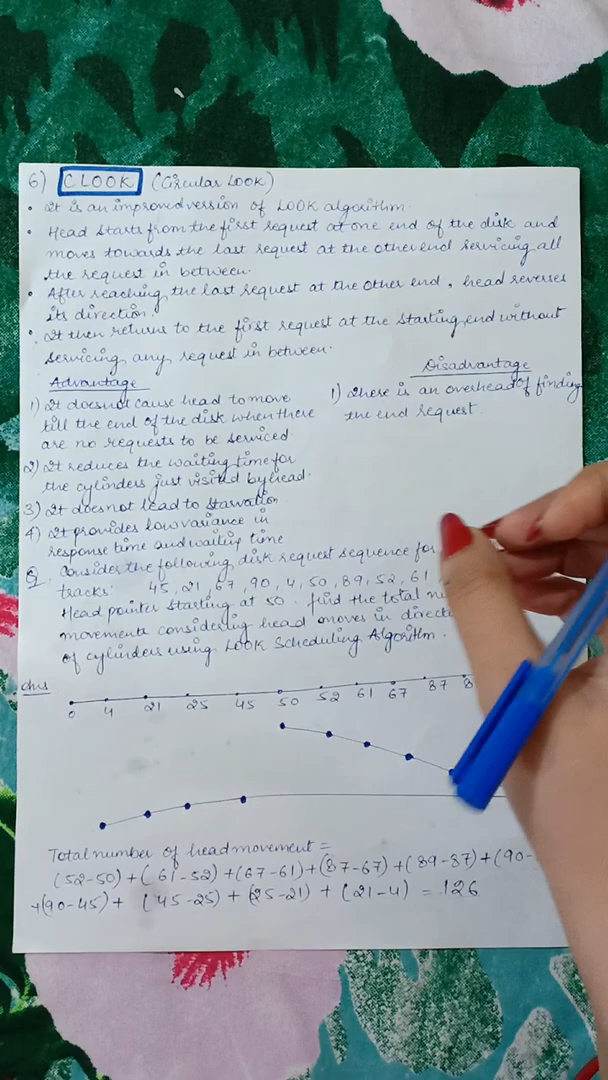 6) CLOOK (Circular LOOK)
• It is an improved version of LOOK algorithm.
• Head starts from the first request at one end of the disk and
moves towards the last request at the other end servicing all
the request in between.
• After reaching the last request at the other end, head reverses
its direction.
• It then returns to the first request at the starting end without
servicing any request in between.
Advantage
1) It does not cause head to move
till the end of the disk when there
are no requests to be serviced
2) It reduces the waiting time for
the cylinders just visited by head.
3) It does not lead to starvation
4) It provides low variance in
response time and waiting time
Disadvantage
1) There is an overhead of finding
the end request.
Q. Consider the following disk request sequence for
tracks: 45, 21, 67, 90, 4, 50, 89, 52, 61
Head pointer starting at 50. Find the total
movements considering head moves in
of cylinders using LOOK Scheduling Algorithm.
Ans
0 4 21 25 45 50 52 61 67 87 8
Total number of head movement =
(52-50) + (61-52) + (67-61) + (87-67) + (89-87) + (90-
+(90-45) + (45-25) + (25-21) + (21-4) = 126